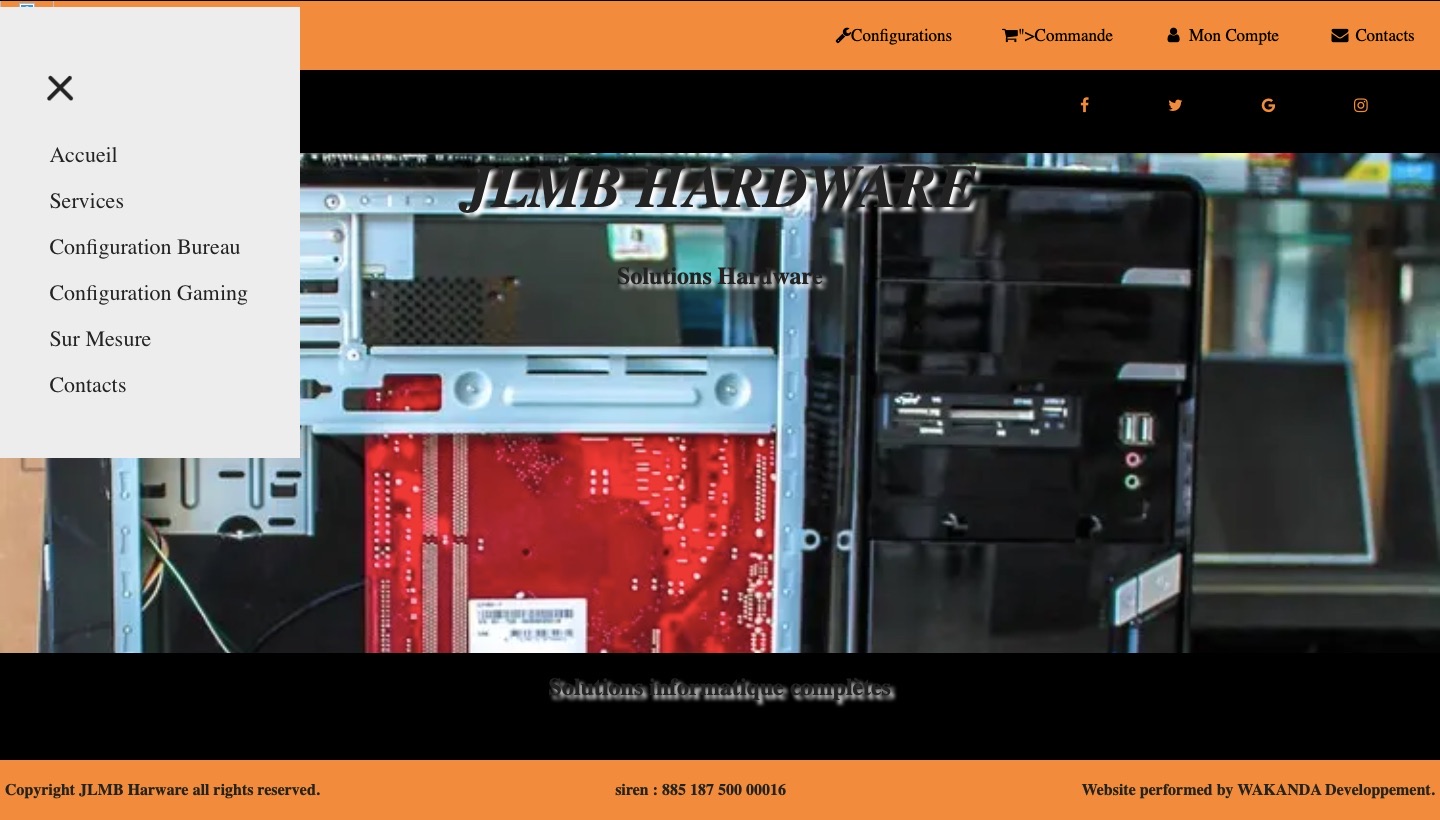 Configurations
">Commande
Mon Compte
Contacts
Accueil
Services
Configuration Bureau
Configuration Gaming
Sur Mesure
Contacts
JLMB HARDWARE
Solutions Hardware
Solutions informatique complètes
Copyright JLMB Harware all rights reserved.
siren : 885 187 500 00016
Website performed by WAKANDA Developpement.